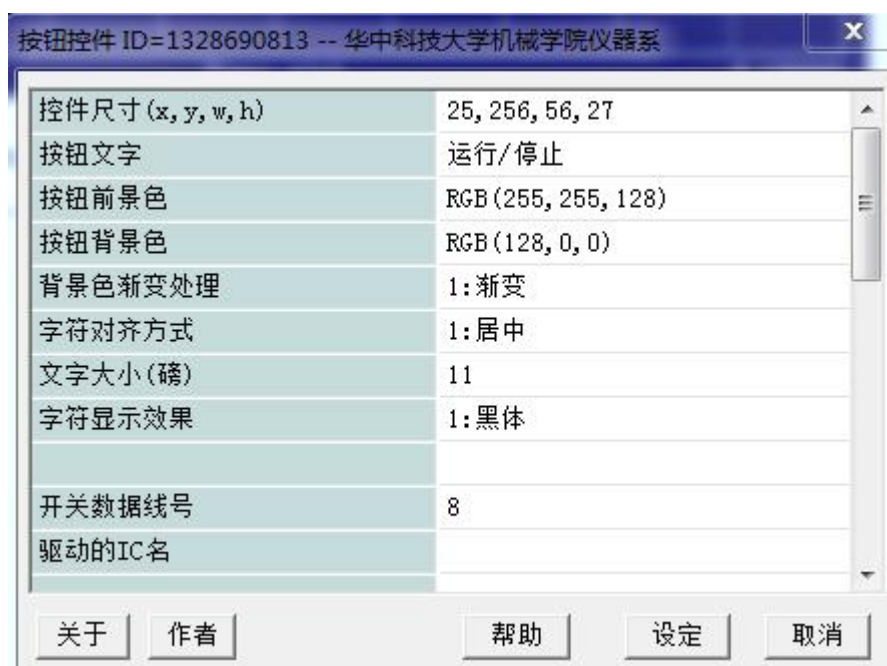 按钮控件 ID=1328690813 -- 华中科技大学机械学院仪器系
控件尺寸(x,y,w,h) 25,256,56,27
按钮文字 运行/停止
按钮前景色 RGB(255,255,128)
按钮背景色 RGB(128,0,0)
背景色渐变处理 1:渐变
字符对齐方式 1:居中
文字大小(磅) 11
字符显示效果 1:黑体
开关数据线号 8
驱动的IC名
关于 作者 帮助 设定 取消